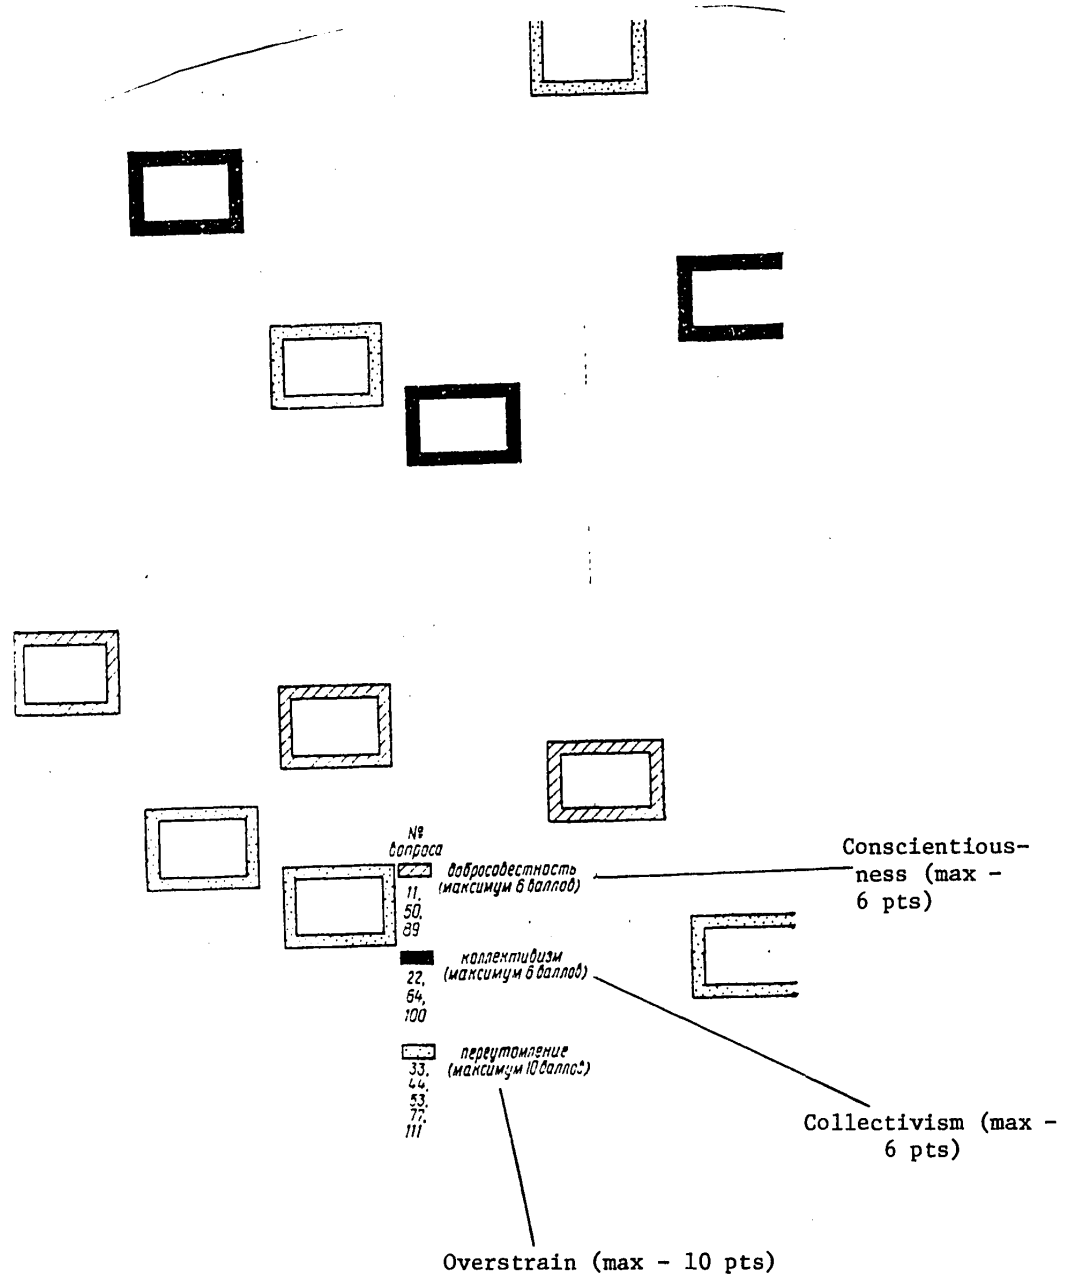 №
вопроса
добросовестность
(максимум 6 баллов)
11,
50,
89
Conscientious-
ness (max -
6 pts)
коллективизм
(максимум 6 баллов)
22,
64,
100
переутомление
(максимум 10 баллов)
33,
44,
53,
77,
111
Collectivism (max -
6 pts)
Overstrain (max - 10 pts)